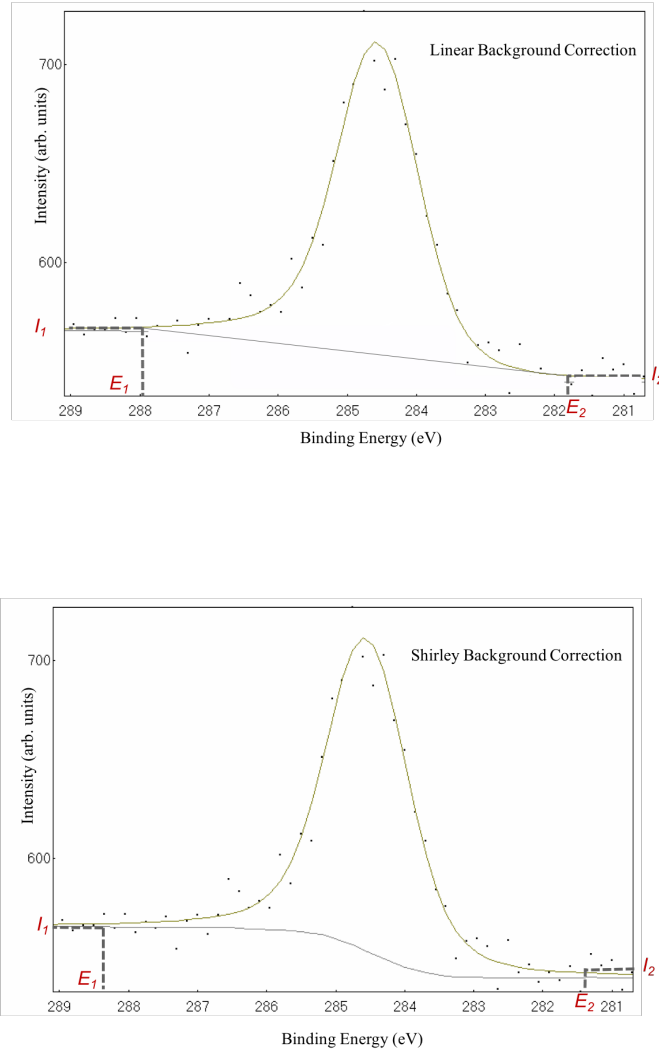 Linear Background Correction
700
Intensity (arb. units)
600
I1
E1
I2
E2
289 288 287 286 285 284 283 282 281
Binding Energy (eV)
Shirley Background Correction
700
Intensity (arb. units)
600
I1
E1
I2
E2
289 288 287 286 285 284 283 282 281
Binding Energy (eV)